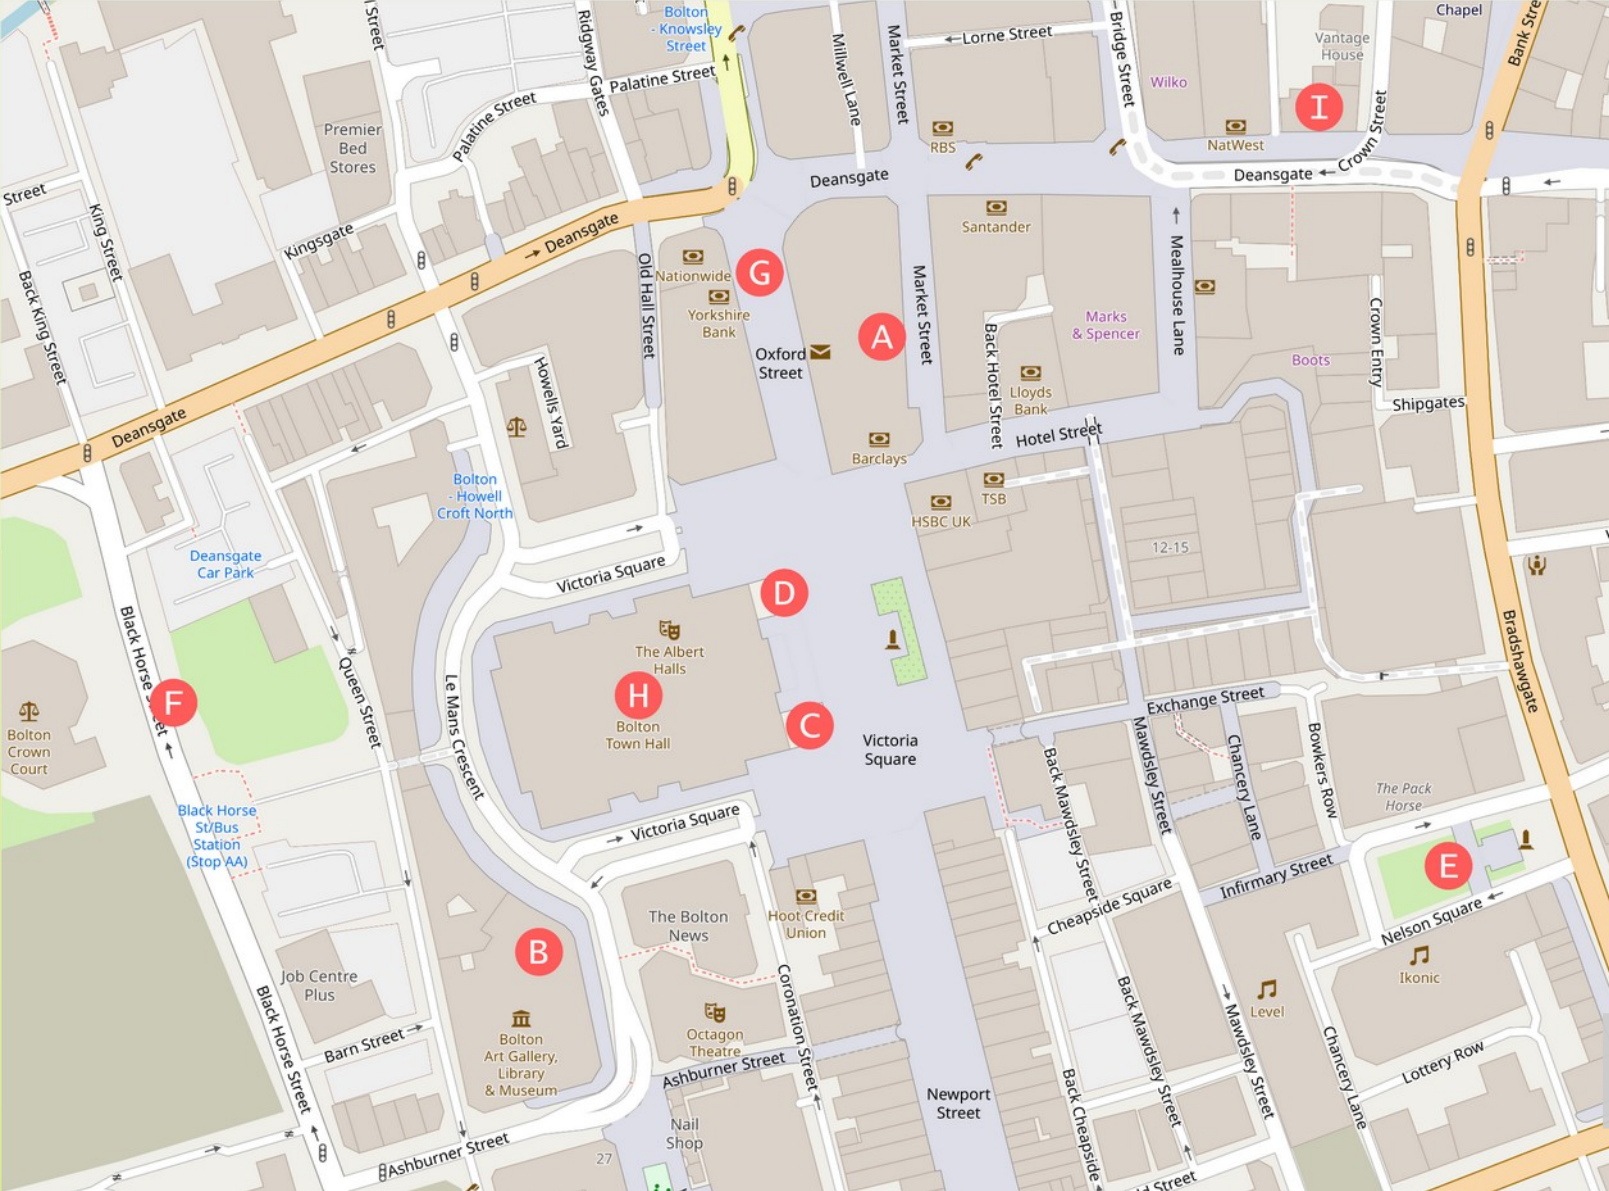 Bolton
- Knowsley
Street
Ridgway Gates
l Street
Palatine Street
Palatine Street
Millwell Lane
Market Street
Lorne Street
Bridge Street
Wilko
Vantage
House
Chapel
Bank Stre
I
Premier
Bed
Stores
RBS
NatWest
Crown Street
Deansgate
Deansgate
Street
King Street
Kingsgate
Deansgate
Santander
Back King Street
Old Hall Street
Nationwide
G
Yorkshire
Bank
A
Market Street
Mealhouse Lane
Marks
& Spencer
Back Hotel Street
Oxford
Street
Lloyds
Bank
Boots
Crown Entry
Shipgates
Howells Yard
Deansgate
Hotel Street
Barclays
TSB
HSBC UK
Bolton
- Howell
Croft North
12-15
Deansgate
Car Park
Victoria Square
D
Black Horse Street
Queen Street
The Albert
Halls
H
Bolton
Town Hall
C
F
Le Mans Crescent
Bolton
Crown
Court
Victoria
Square
Exchange Street
Bradshawgate
Mawdsley Street
Chancery Lane
Bowkers Row
The Pack
Horse
Back Mawdsley Street
Victoria Square
Black Horse
St/Bus
Station
(Stop AA)
E
Infirmary Street
Cheapside Square
Nelson Square
The Bolton
News
Hoot Credit
Union
B
Ikonic
Level
Job Centre
Plus
Coronation Street
Back Mawdsley Street
Mawdsley Street
Chancery Lane
Lottery Row
Black Horse Street
Barn Street
Bolton
Art Gallery,
Library
& Museum
Octagon
Theatre
Ashburner Street
Newport
Street
Back Cheapside
Nail
Shop
27
Ashburner Street
ld Street